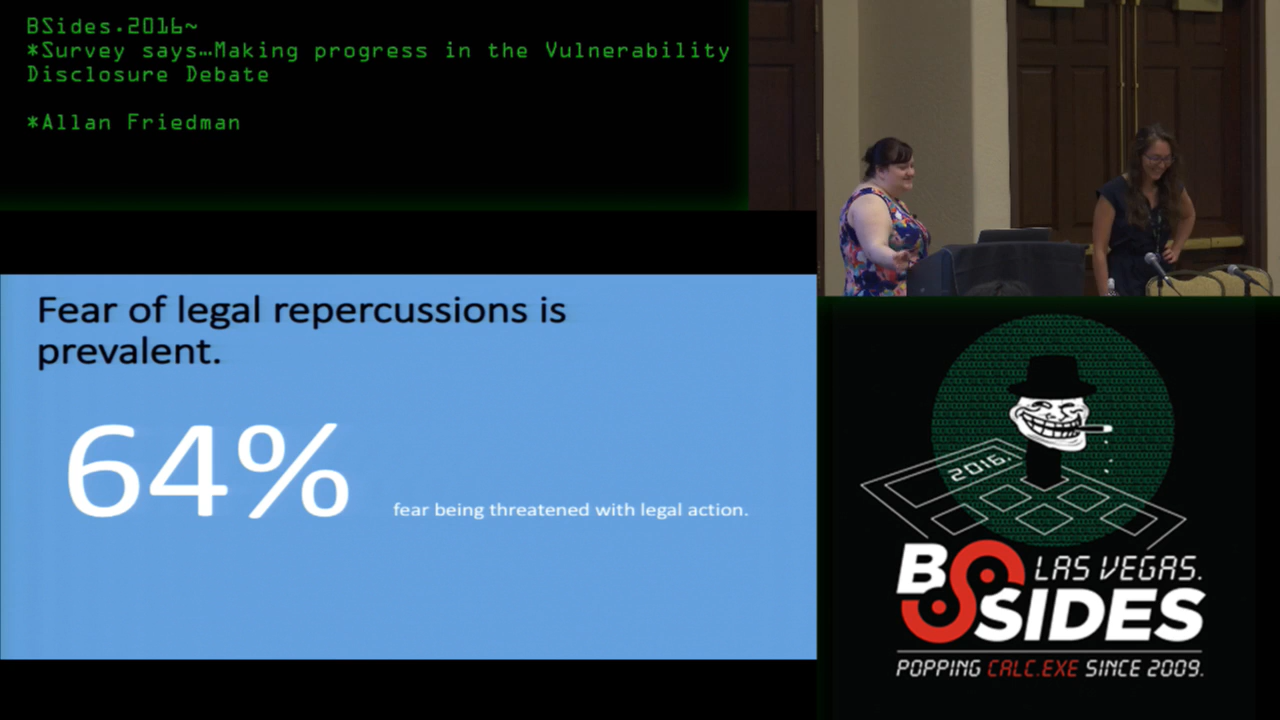 BSides.2016~
*Survey says…Making progress in the Vulnerability
Disclosure Debate
*Allan Friedman
Fear of legal repercussions is
prevalent.
64%
fear being threatened with legal action.
2016.
BSIDES
LAS VEGAS.
POPPING CALC.EXE SINCE 2009.